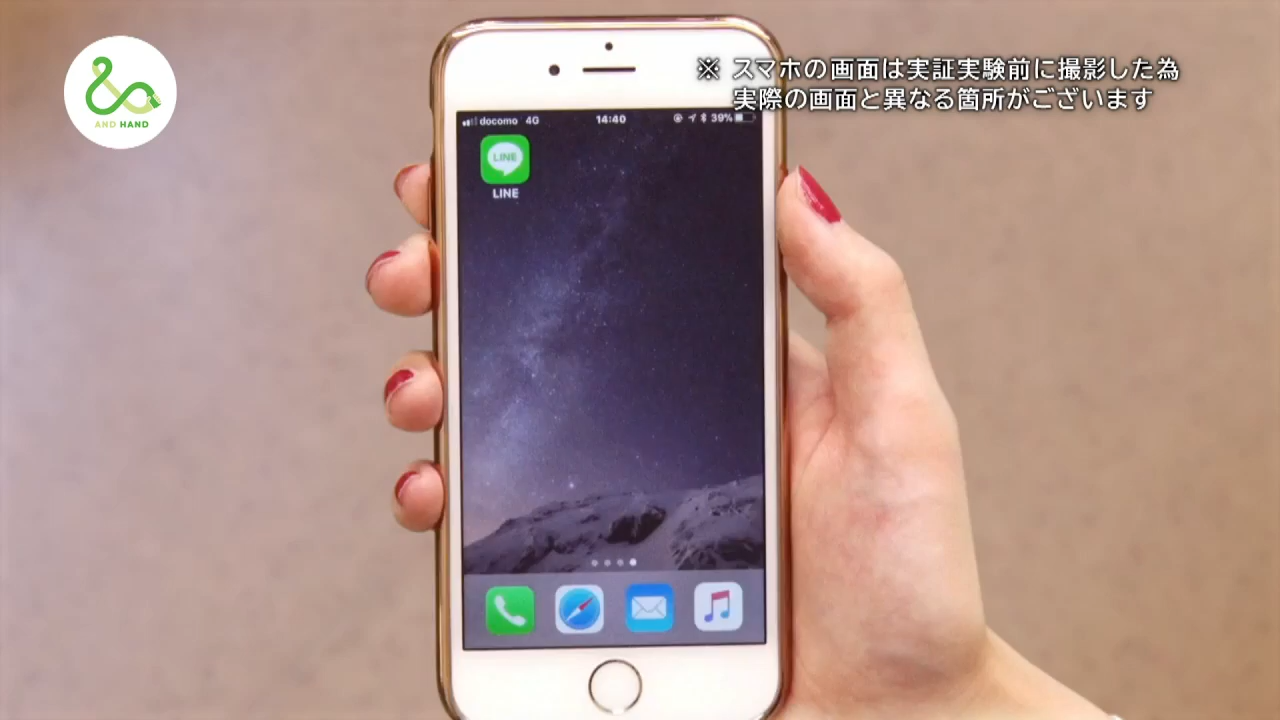 &
AND HAND
※ スマホの画面は実証実験前に撮影した為
実際の画面と異なる箇所がございます
docomo 4G 14:40 39%
LINE
LINE